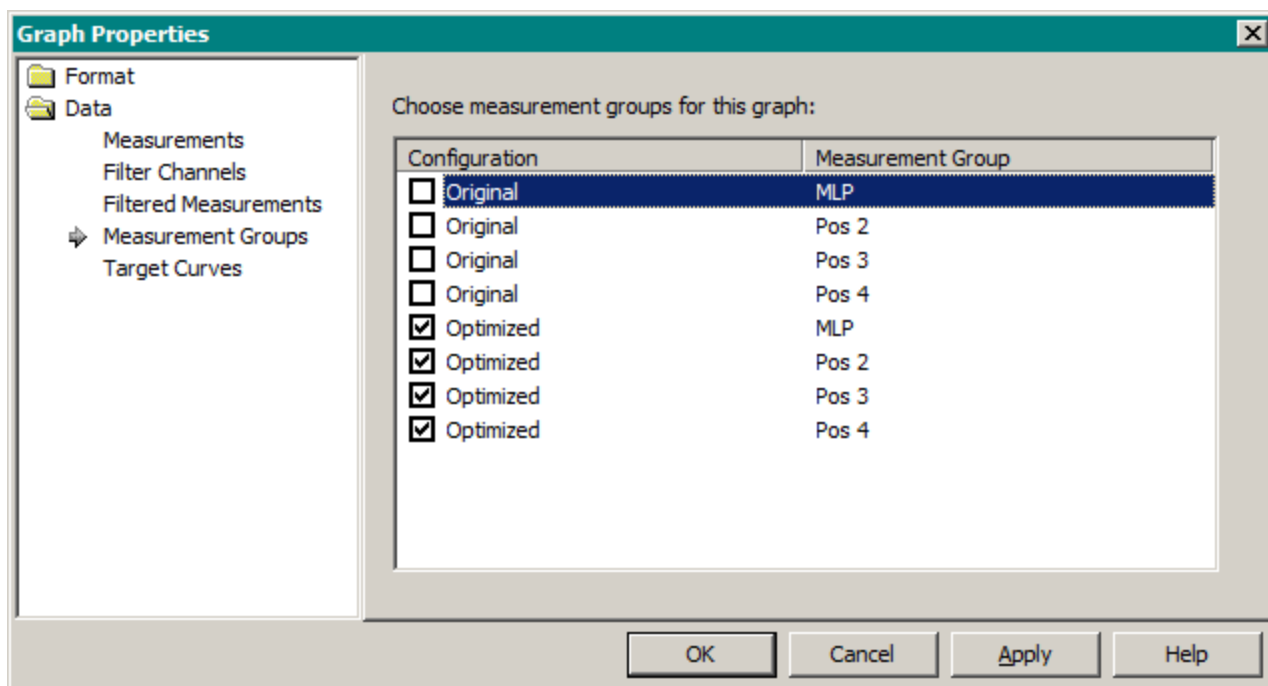 Graph Properties
Format
Data
Measurements
Filter Channels
Filtered Measurements
Measurement Groups
Target Curves
Choose measurement groups for this graph:
Configuration Measurement Group
Original MLP
Original Pos 2
Original Pos 3
Original Pos 4
Optimized MLP
Optimized Pos 2
Optimized Pos 3
Optimized Pos 4
OK Cancel Apply Help